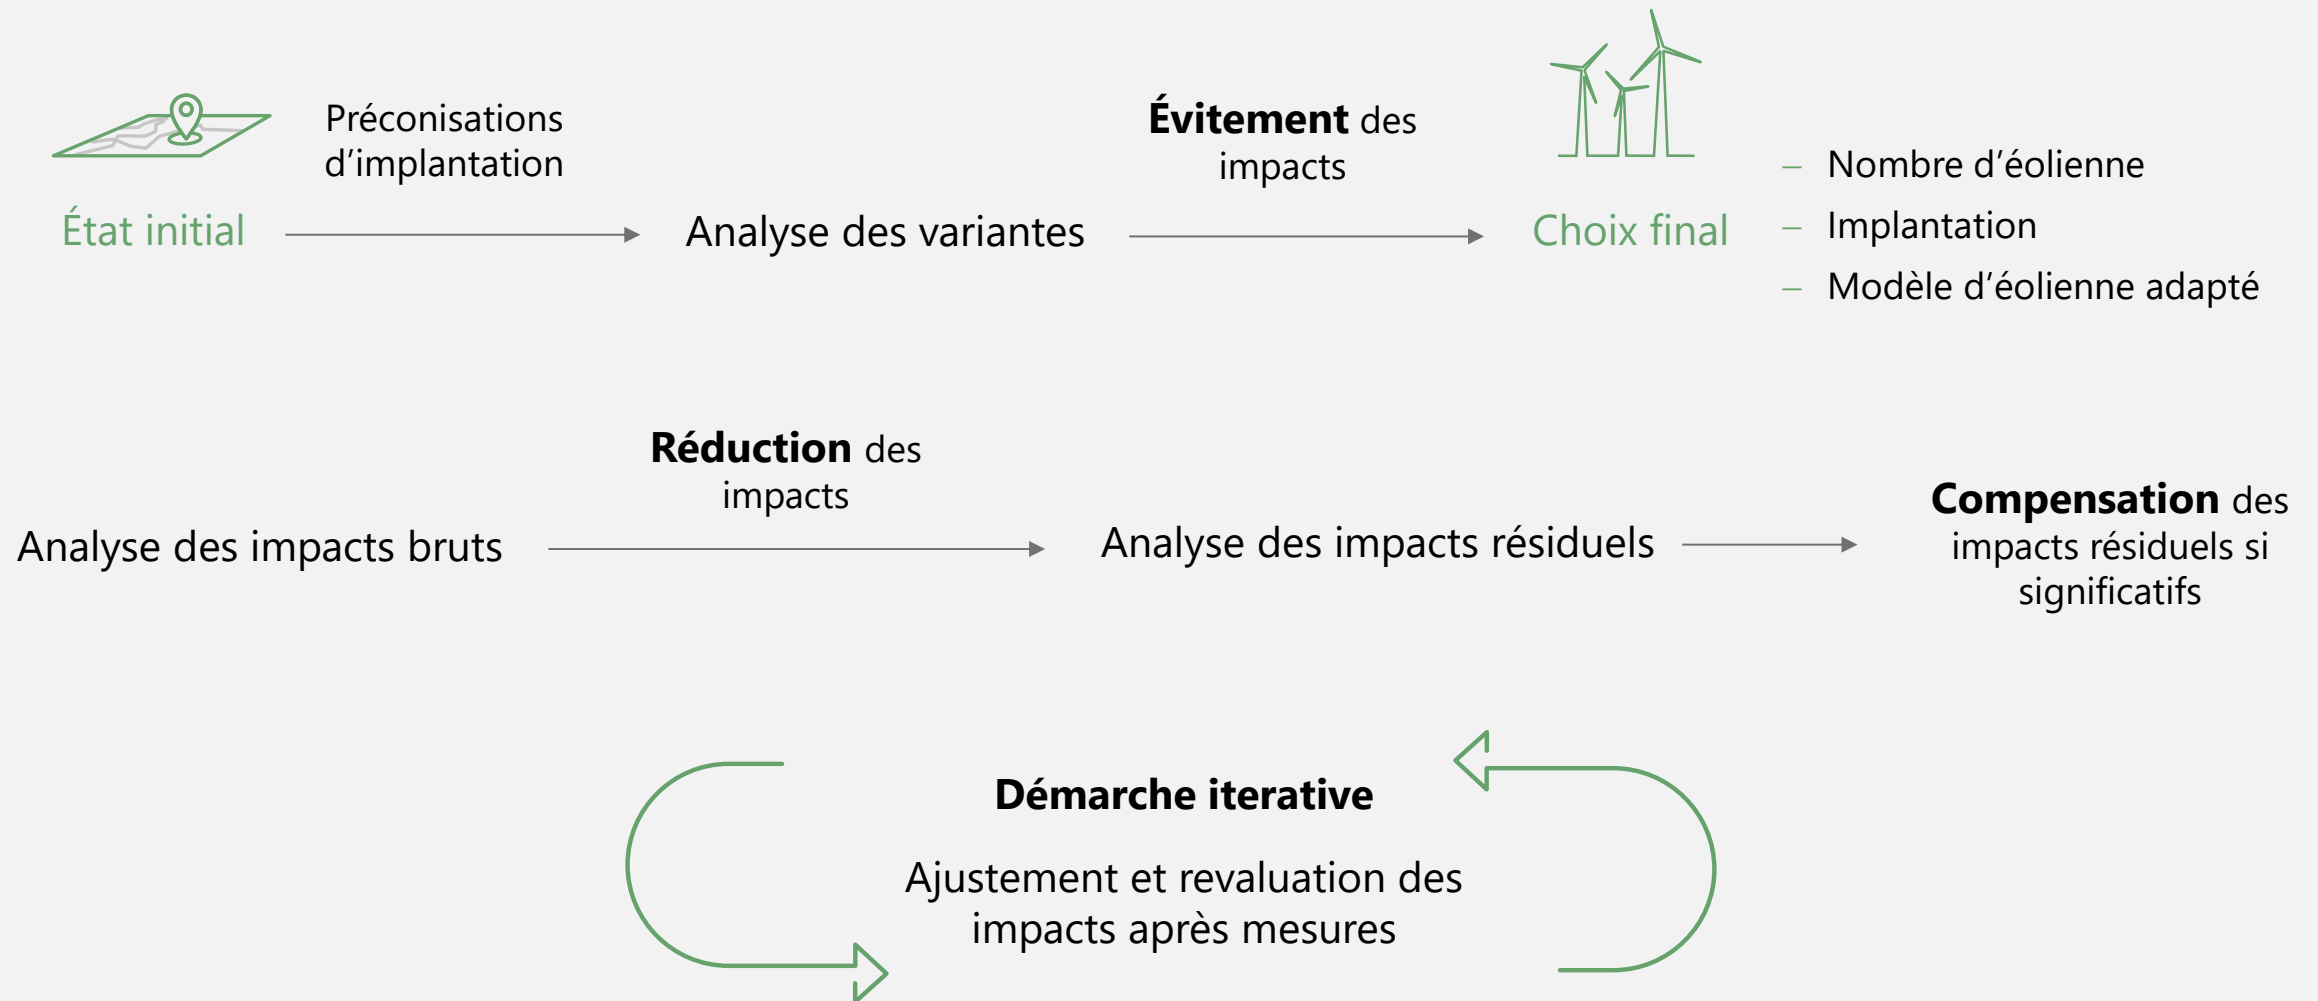 Préconisations
d’implantation
État initial
Analyse des variantes
Évitement des
impacts
Choix final
– Nombre d’éolienne
– Implantation
– Modèle d’éolienne adapté
Analyse des impacts bruts
Réduction des
impacts
Analyse des impacts résiduels
Compensation des
impacts résiduels si
significatifs
Démarche iterative
Ajustement et revaluation des
impacts après mesures